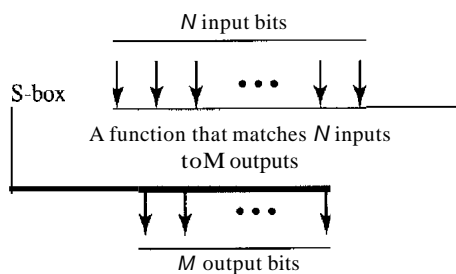 N input bits
S-box
A function that matches N inputs
toM outputs
M output bits